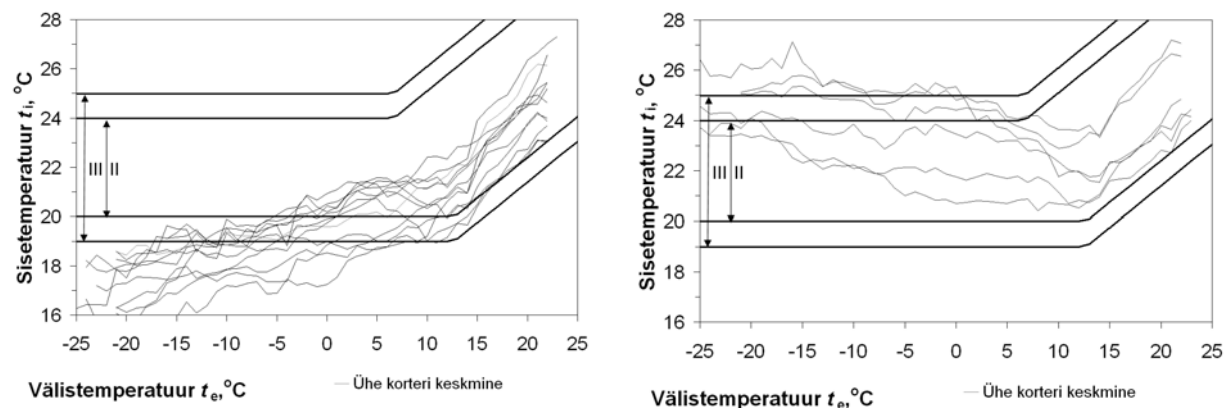 Sisetemperatuur tᵢ, °C
28
26
24
22
20
18
16
III II
-25 -20 -15 -10 -5 0 5 10 15 20 25
Välistemperatuur tₑ,°C
Ühe korteri keskmine
Sisetemperatuur tᵢ, °C
28
26
24
22
20
18
16
III II
-25 -20 -15 -10 -5 0 5 10 15 20 25
Välistemperatuur tₑ,°C
Ühe korteri keskmine